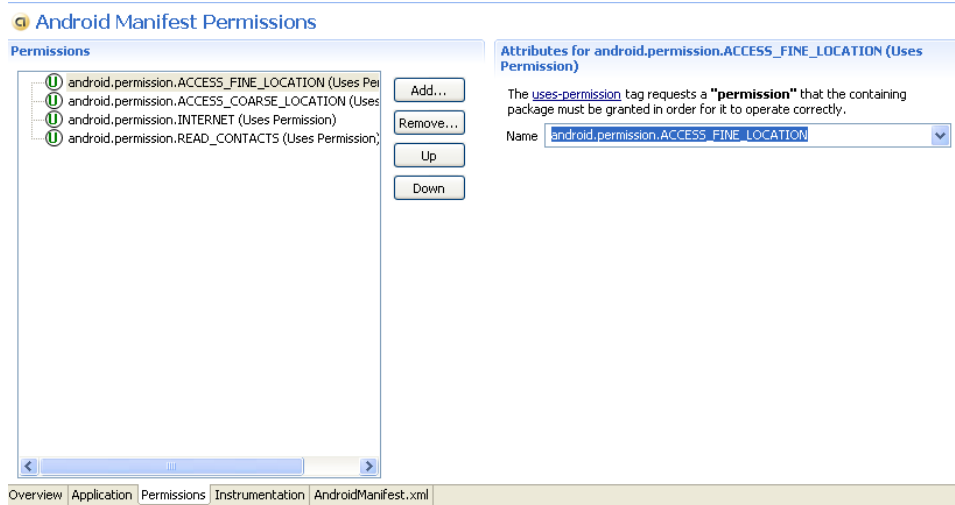 Android Manifest Permissions
Permissions
android.permission.ACCESS_FINE_LOCATION (Uses Per
android.permission.ACCESS_COARSE_LOCATION (Uses
android.permission.INTERNET (Uses Permission)
android.permission.READ_CONTACTS (Uses Permission)
Add...
Remove...
Up
Down
Attributes for android.permission.ACCESS_FINE_LOCATION (Uses
Permission)
The uses-permission tag requests a "permission" that the containing
package must be granted in order for it to operate correctly.
Name android.permission.ACCESS_FINE_LOCATION
Overview Application Permissions Instrumentation AndroidManifest.xml